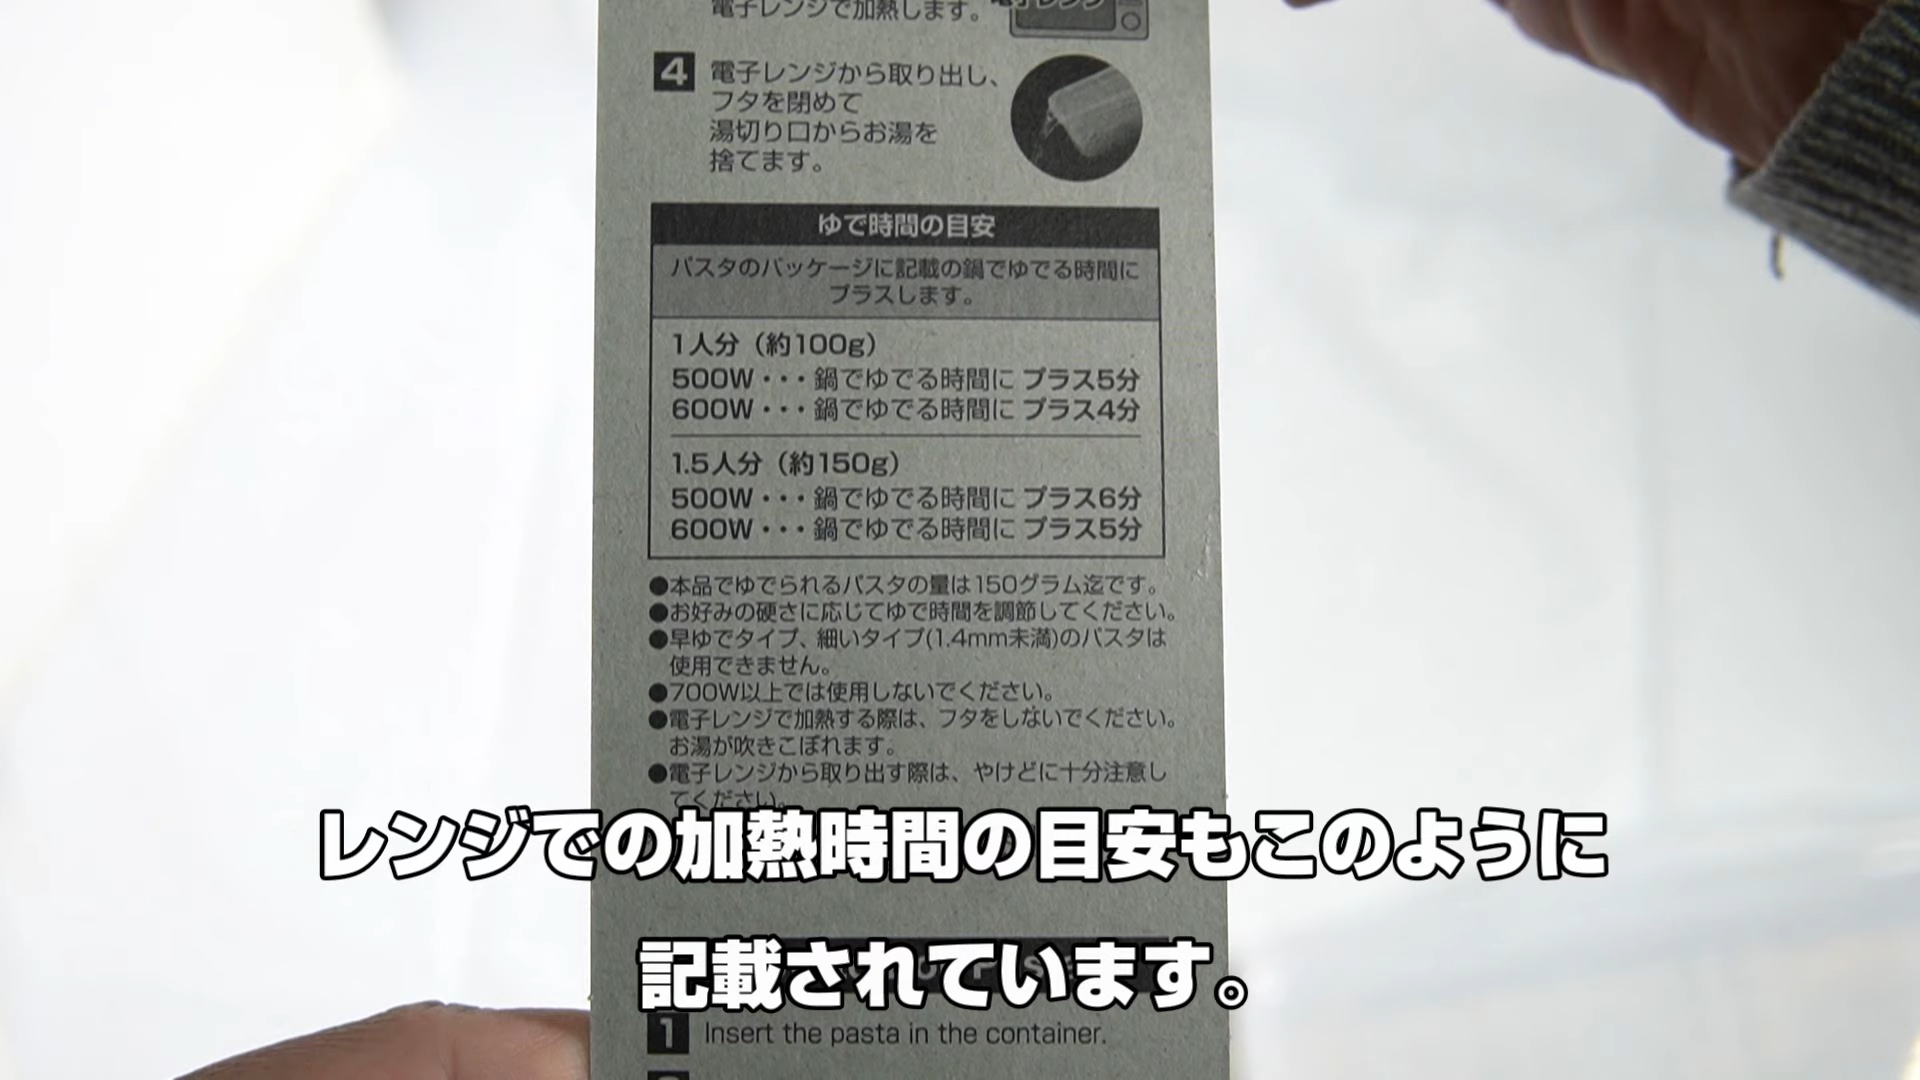 電子レンジで加熱します。
電子レンジ
4 電子レンジから取り出し、
フタを閉めて
湯切り口からお湯を
捨てます。
ゆで時間の目安
パスタのパッケージに記載の鍋でゆでる時間に
プラスします。
1人分（約100g）
500W・・・鍋でゆでる時間に プラス5分
600W・・・鍋でゆでる時間に プラス4分
1.5人分（約150g）
500W・・・鍋でゆでる時間に プラス6分
600W・・・鍋でゆでる時間に プラス5分
●本品でゆでられるパスタの量は150グラム迄です。
●お好みの硬さに応じてゆで時間を調節してください。
●早ゆでタイプ、細いタイプ(1.4mm未満)のパスタは
使用できません。
●700W以上では使用しないでください。
●電子レンジで加熱する際は、フタをしないでください。
お湯が吹きこぼれます。
●電子レンジから取り出す際は、やけどに十分注意し
てください。
レンジでの加熱時間の目安もこのように
記載されています。
1 Insert the pasta in the container.